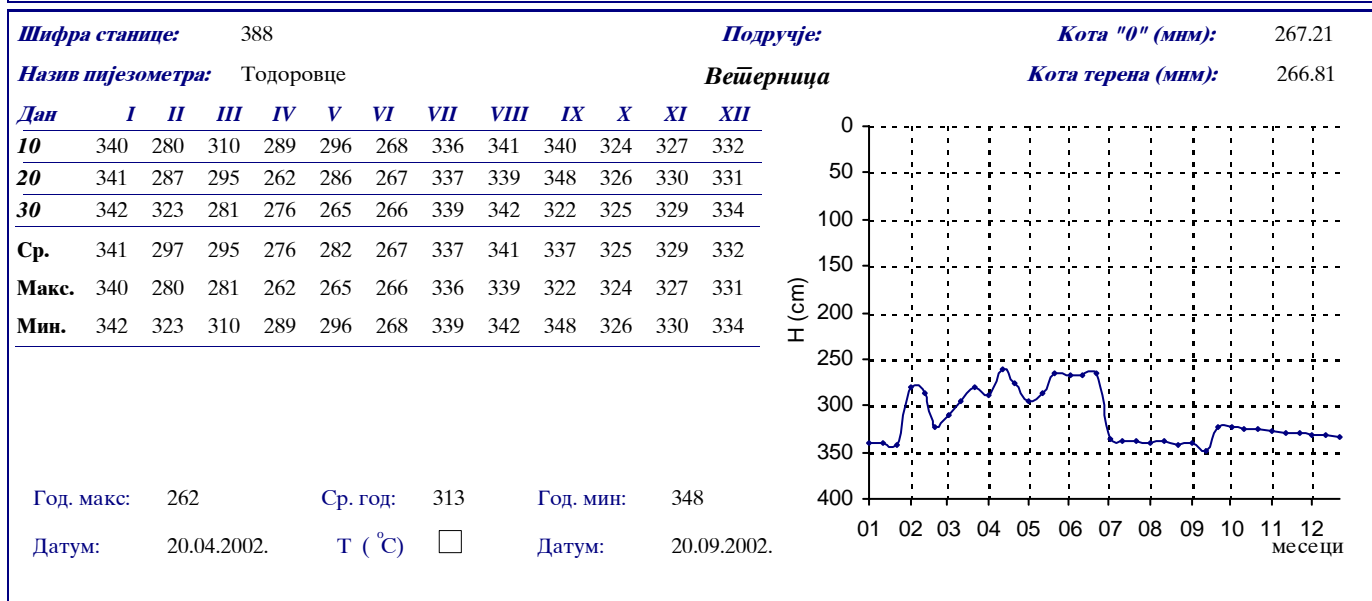 Шифра станице: 388 Подручје: Кота "0" (мнм): 267.21
Назив пијезометра: Тодоровце Ветерница Кота терена (мнм): 266.81
Дан I II III IV V VI VII VIII IX X XI XII
10 340 280 310 289 296 268 336 341 340 324 327 332
20 341 287 295 262 286 267 337 339 348 326 330 331
30 342 323 281 276 265 266 339 342 322 325 329 334
Ср. 341 297 295 276 282 267 337 341 337 325 329 332
Макс. 340 280 281 262 265 266 336 339 322 324 327 331
Мин. 342 323 310 289 296 268 339 342 348 326 330 334
H (cm)
0
50
100
150
200
250
300
350
400
01 02 03 04 05 06 07 08 09 10 11 12
месеци
Год. макс: 262 Ср. год: 313 Год. мин: 348
Датум: 20.04.2002. Т (°C) Датум: 20.09.2002.